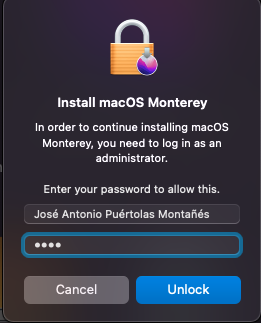 Install macOS Monterey
In order to continue installing macOS
Monterey, you need to log in as an
administrator.
Enter your password to allow this.
José Antonio Puértolas Montañés
••••
Cancel
Unlock